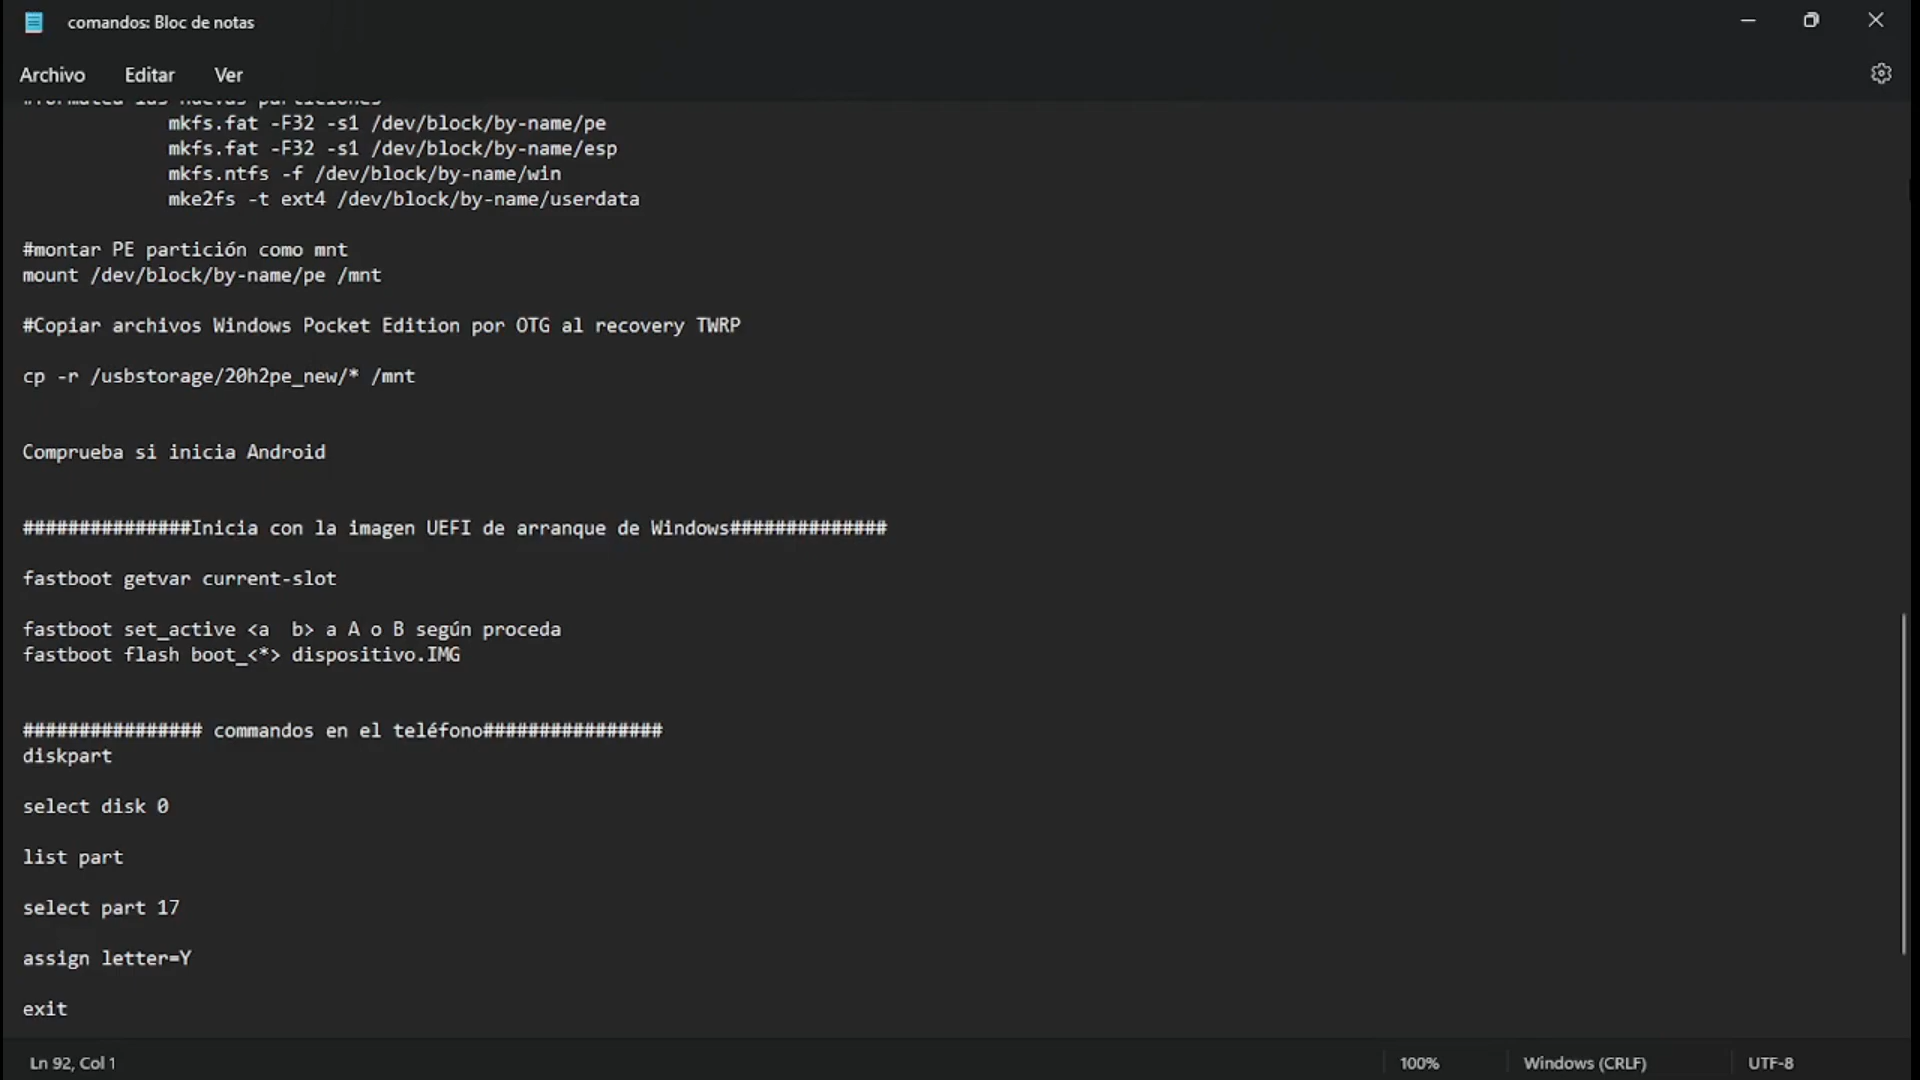 comandos: Bloc de notas
Archivo Editar Ver
#formatea las nuevas particiones
mkfs.fat -F32 -s1 /dev/block/by-name/pe
mkfs.fat -F32 -s1 /dev/block/by-name/esp
mkfs.ntfs -f /dev/block/by-name/win
mke2fs -t ext4 /dev/block/by-name/userdata
#montar PE partición como mnt
mount /dev/block/by-name/pe /mnt
#Copiar archivos Windows Pocket Edition por OTG al recovery TWRP
cp -r /usbstorage/20h2pe_new/* /mnt
Comprueba si inicia Android
###############Inicia con la imagen UEFI de arranque de Windows##############
fastboot getvar current-slot
fastboot set_active <a  b> a A o B según proceda
fastboot flash boot_<*> dispositivo.IMG
################ commandos en el teléfono################
diskpart
select disk 0
list part
select part 17
assign letter=Y
exit
Ln 92, Col 1 100% Windows (CRLF) UTF-8